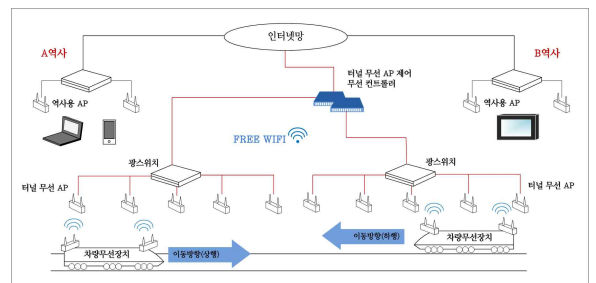 인터넷망
A역사
B역사
터널 무선 AP 제어
무선 컨트롤러
역사용 AP
역사용 AP
FREE WIFI
광스위치
광스위치
터널 무선 AP
터널 무선 AP
이동방향(하행)
차량무선장치
차량무선장치
이동방향(상행)